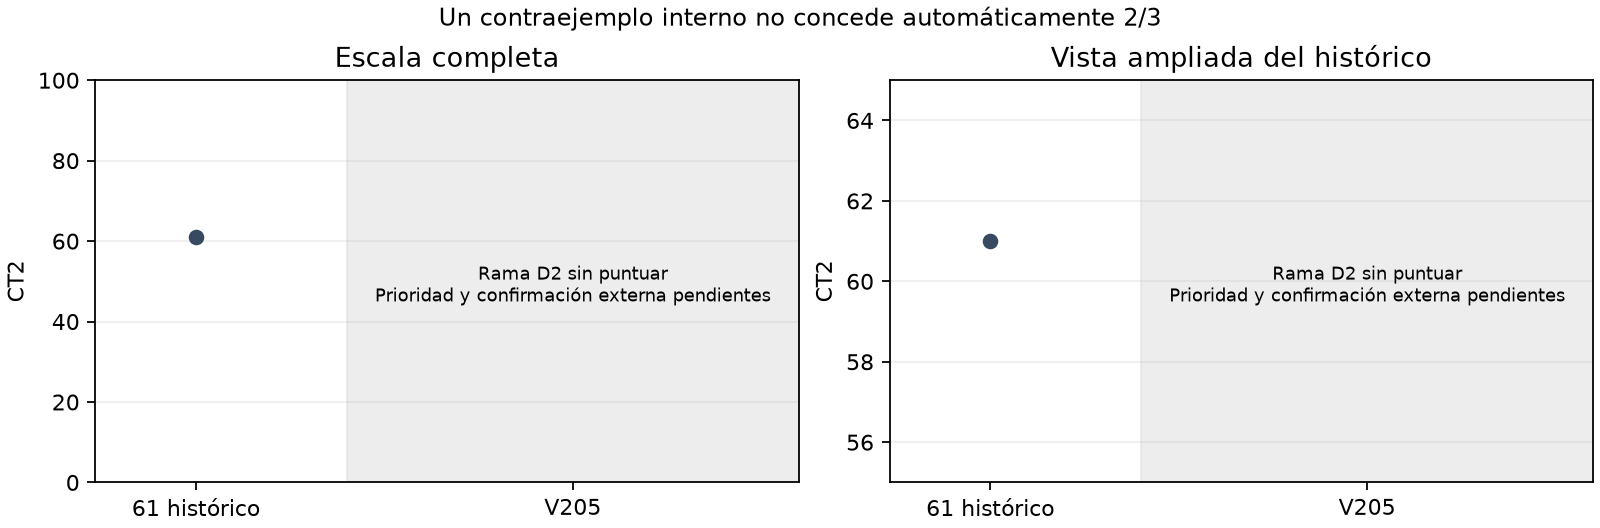 Un contraejemplo interno no concede automáticamente 2/3
Escala completa
CT2
100
80
60
40
20
0
Rama D2 sin puntuar
Prioridad y confirmación externa pendientes
61 histórico
V205
Vista ampliada del histórico
CT2
64
62
60
58
56
Rama D2 sin puntuar
Prioridad y confirmación externa pendientes
61 histórico
V205